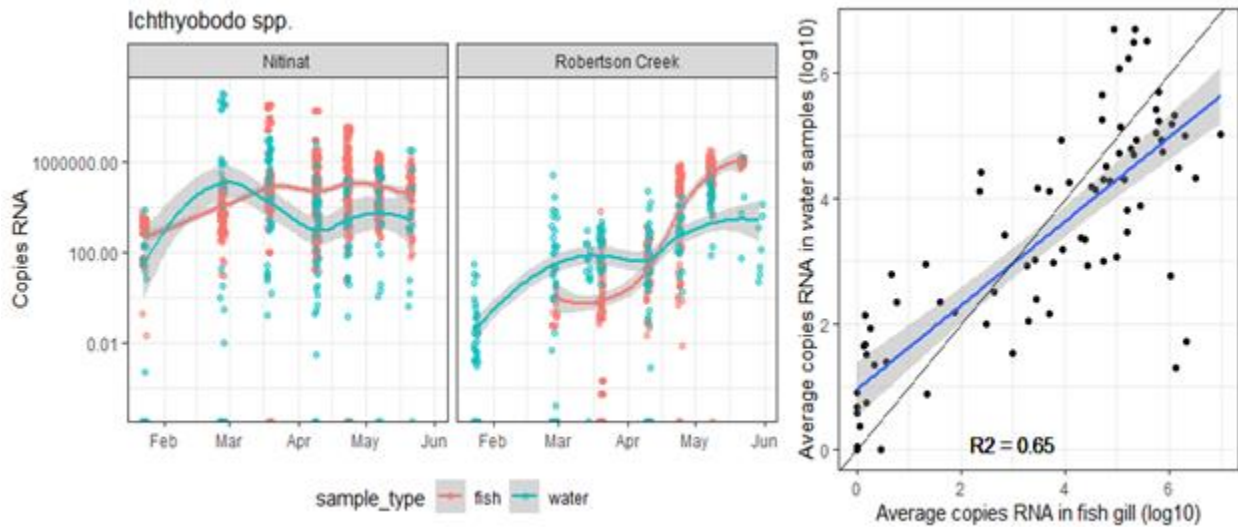 Ichthyobodo spp.
Nitinat
Robertson Creek
Copies RNA
1000000.00
100.00
0.01
Feb Mar Apr May Jun
Feb Mar Apr May Jun
sample_type fish water
Average copies RNA in water samples (log10)
6
4
2
0
R2 = 0.65
0 2 4 6
Average copies RNA in fish gill (log10)